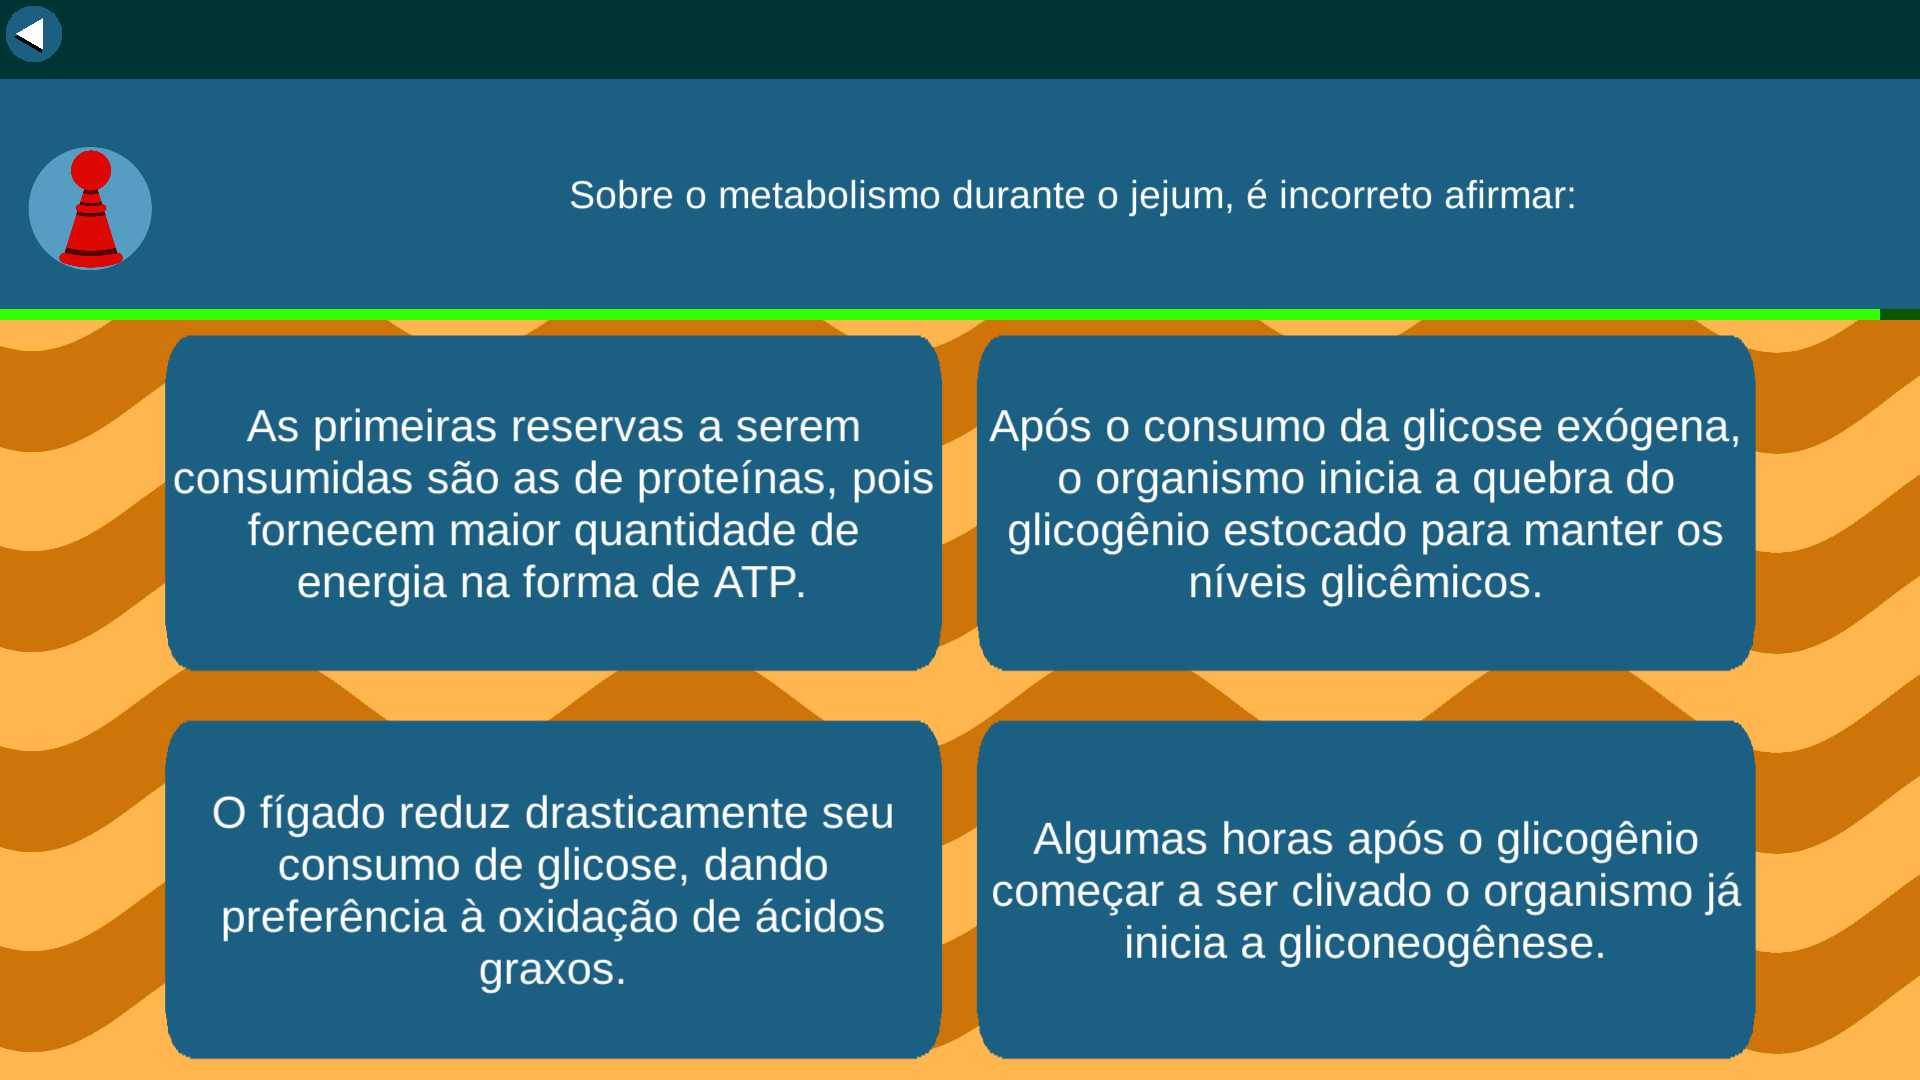 Sobre o metabolismo durante o jejum, é incorreto afirmar:
As primeiras reservas a serem
consumidas são as de proteínas, pois
fornecem maior quantidade de
energia na forma de ATP.
Após o consumo da glicose exógena,
o organismo inicia a quebra do
glicogênio estocado para manter os
níveis glicêmicos.
O fígado reduz drasticamente seu
consumo de glicose, dando
preferência à oxidação de ácidos
graxos.
Algumas horas após o glicogênio
começar a ser clivado o organismo já
inicia a gliconeogênese.